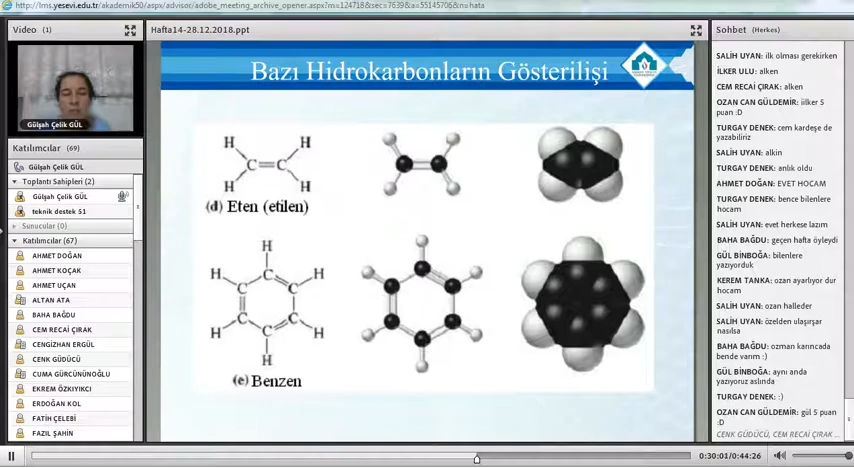 http://lms.yesevi.edu.tr/akademik50/aspx/advisor/adobe_meeting_archive_opener.aspx?m=124718&sec=7639&a=55145706&n=hata
Video (1)
Gülşah Çelik GÜL
Katılımcılar (69)
Gülşah Çelik GÜL
Toplantı Sahipleri (2)
Gülşah Çelik GÜL
teknik destek 51
Sunucular (0)
Katılımcılar (67)
AHMET DOĞAN
AHMET KOÇAK
AHMET UÇAN
ALTAN ATA
BAHA BAĞDU
CEM RECAİ ÇIRAK
CENGİZHAN ERGÜL
CENK GÜDÜCÜ
CUMA GÜRCÜNÜNOĞLU
EKREM ÖZKIYIKCI
ERDOĞAN KOL
FATİH ÇELEBİ
FAZIL ŞAHİN
Hafta14-28.12.2018.ppt
Bazı Hidrokarbonların Gösterilişi
H H
C=C
H H
(d) Eten (etilen)
H
H C H
C C
C C
H C H
H
(e) Benzen
Sohbet (Herkes)
SALİH UYAN: ilk olması gerekirken
İLKER ULU: alken
CEM RECAİ ÇIRAK: alken
OZAN CAN GÜLDEMİR: iilker 5
puan :D
TURGAY DENEK: cem kardeşe de
yazabiliriz
SALİH UYAN: alkin
TURGAY DENEK: anlık oldu
AHMET DOĞAN: EVET HOCAM
TURGAY DENEK: bence bilenlere
hocam
SALİH UYAN: evet herkese lazım
BAHA BAĞDU: geçen hafta öyleydi
GÜL BİNBOĞA: bilenlere
yazıyorduk
KEREM TANKA: ozan ayarlıyor dur
hocam
SALİH UYAN: ozan halleder
SALİH UYAN: özelden ulaşırşar
nasılsa
BAHA BAĞDU: ozman karıncada
bende varım :)
GÜL BİNBOĞA: aynı anda
yazıyoruz aslında
TURGAY DENEK: :)
OZAN CAN GÜLDEMİR: gül 5 puan
:D
CENK GÜDÜCÜ, CEM RECAİ ÇIRAK ...
0:30:01/0:44:26